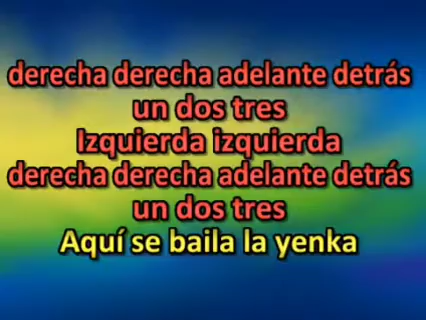 derecha derecha adelante detrás
un dos tres
Izquierda izquierda
derecha derecha adelante detrás
un dos tres
Aquí se baila la yenka